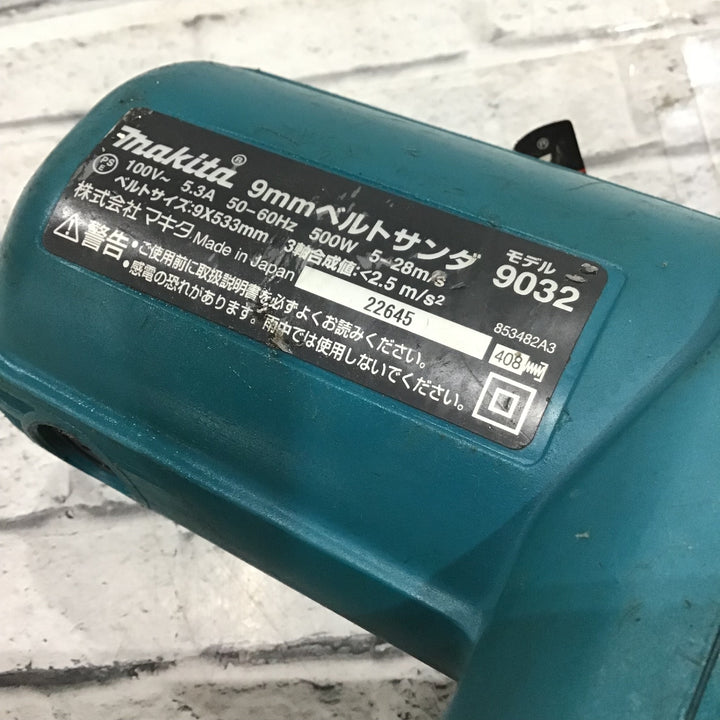 makita®
9mmベルトサンダ
モデル
9032
PS E
100V~ 5.3A 50-60Hz 500W 5-28m/s
ベルトサイズ:9X533mm 3軸合成値:<2.5 m/s²
株式会社マキタ Made in Japan
22645
853482A3
⚠警告・ご使用前に取扱説明書を必ずよくお読みください。
・感電の恐れがあります。雨中では使用しないでください。
408